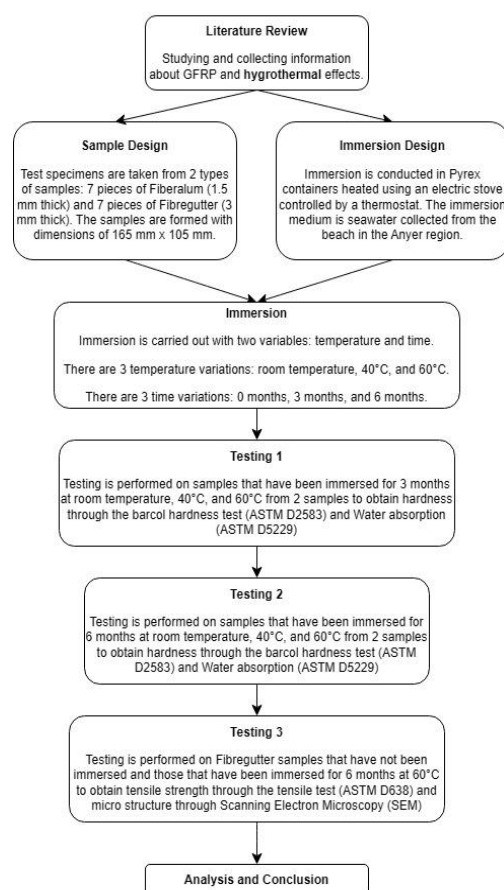 Literature Review
Studying and collecting information
about GFRP and hygrothermal effects.
Sample Design
Test specimens are taken from 2 types
of samples: 7 pieces of Fiberalum (1.5
mm thick) and 7 pieces of Fibregutter (3
mm thick). The samples are formed with
dimensions of 165 mm x 105 mm.
Immersion Design
Immersion is conducted in Pyrex
containers heated using an electric stove
controlled by a thermostat. The immersion
medium is seawater collected from the
beach in the Anyer region.
Immersion
Immersion is carried out with two variables: temperature and time.
There are 3 temperature variations: room temperature, 40°C, and 60°C.
There are 3 time variations: 0 months, 3 months, and 6 months.
Testing 1
Testing is performed on samples that have been immersed for 3 months
at room temperature, 40°C, and 60°C from 2 samples to obtain hardness
through the barcol hardness test (ASTM D2583) and Water absorption
(ASTM D5229)
Testing 2
Testing is performed on samples that have been immersed for
6 months at room temperature, 40°C, and 60°C from 2 samples
to obtain hardness through the barcol hardness test (ASTM
D2583) and Water absorption (ASTM D5229)
Testing 3
Testing is performed on Fibregutter samples that have not been
immersed and those that have been immersed for 6 months at 60°C
to obtain tensile strength through the tensile test (ASTM D638) and
micro structure through Scanning Electron Microscopy (SEM)
Analysis and Conclusion